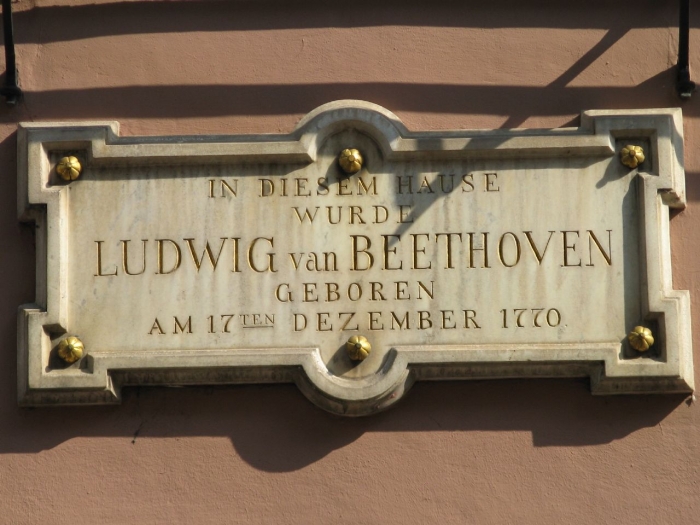 IN DIESEM HAUSE
WURDE
LUDWIG van BEETHOVEN
GEBOREN
AM 17TEN DEZEMBER 1770.